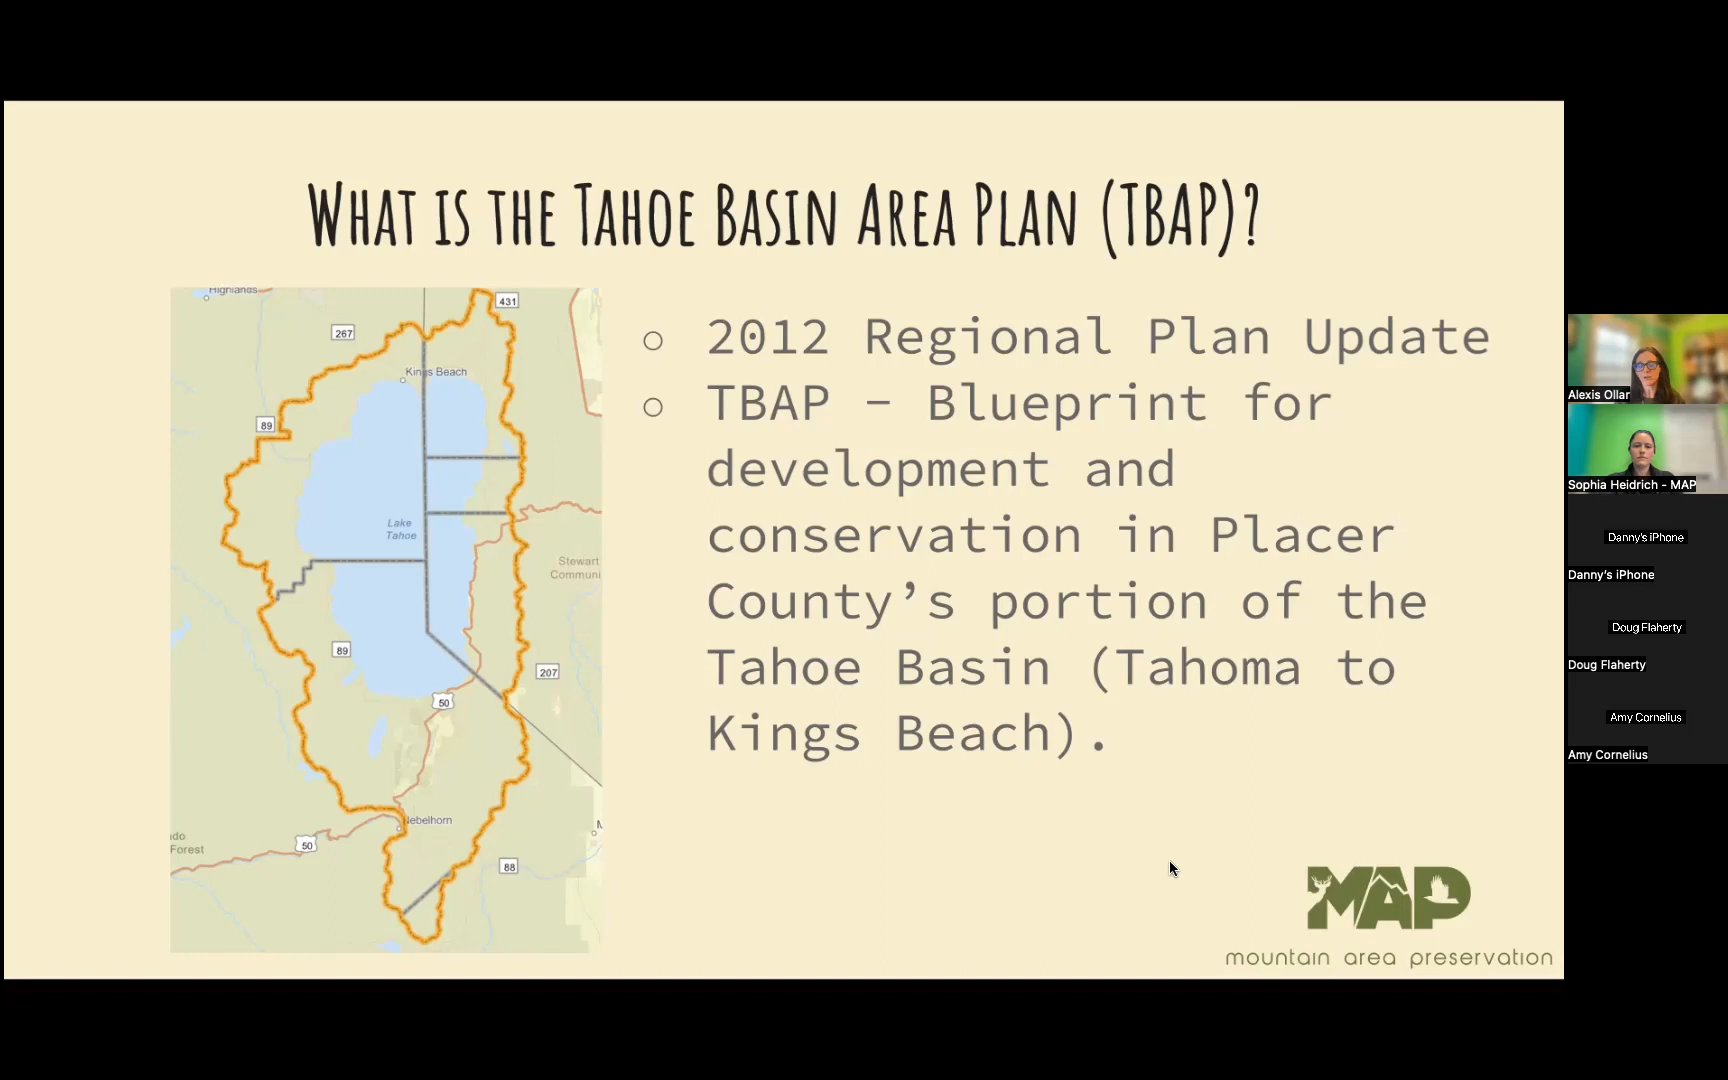 What is the Tahoe Basin Area Plan (TBAP)?
Highlands
431
267
Kings Beach
89
Lake
Tahoe
Stewart
Communi
89
207
50
Nebelhorn
50
do
Forest
88
2012 Regional Plan Update
TBAP – Blueprint for
development and
conservation in Placer
County’s portion of the
Tahoe Basin (Tahoma to
Kings Beach).
MAP
mountain area preservation
Alexis Ollar
Sophia Heidrich - MAP
Danny's iPhone
Danny’s iPhone
Doug Flaherty
Doug Flaherty
Amy Cornelius
Amy Cornelius